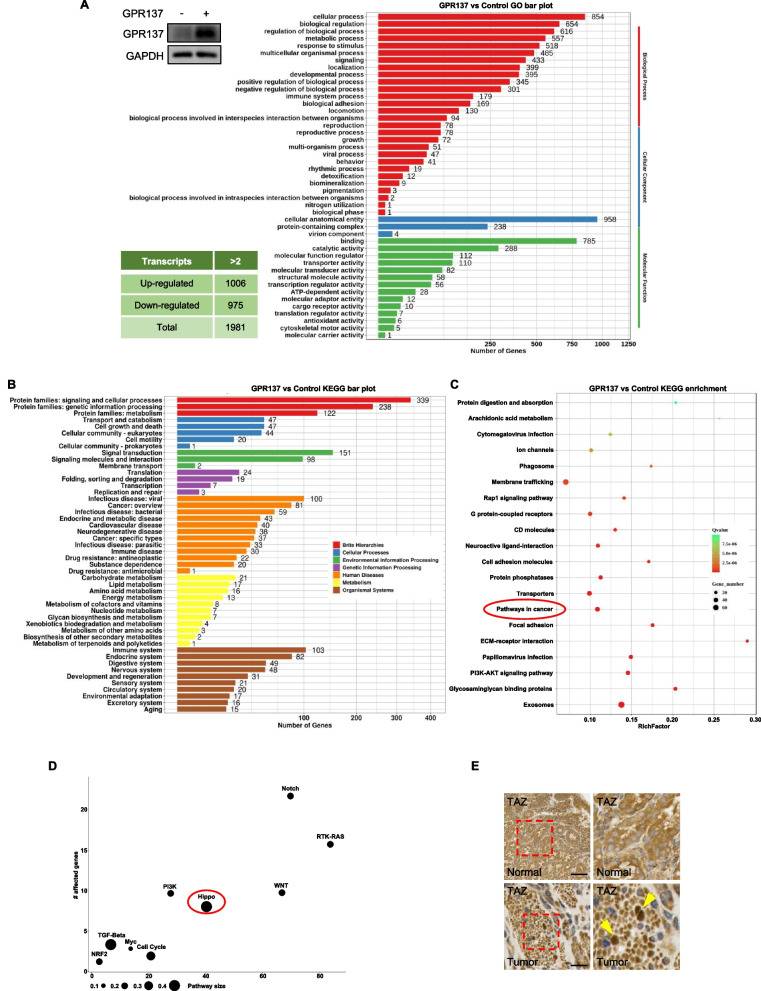 A
GPR137 - +
GPR137
GAPDH
Transcripts >2
Up-regulated 1006
Down-regulated 975
Total 1981
GPR137 vs Control GO bar plot
cellular process 854
biological regulation 654
regulation of biological process 616
metabolic process 557
response to stimulus 518
multicellular organismal process 485
signaling 433
localization 399
developmental process 395
positive regulation of biological process 345
negative regulation of biological process 301
immune system process 179
biological adhesion 169
locomotion 130
biological process involved in interspecies interaction between organisms 94
reproduction 78
reproductive process 78
growth 72
multi-organism process 51
viral process 47
behavior 41
rhythmic process 19
detoxification 12
biomineralization 9
pigmentation 3
biological process involved in intraspecies interaction between organisms 2
nitrogen utilization 1
biological phase 1
cellular anatomical entity 958
protein-containing complex 238
virion component 4
binding 785
catalytic activity 288
molecular function regulator 112
transporter activity 110
molecular transducer activity 82
structural molecule activity 58
transcription regulator activity 56
ATP-dependent activity 28
molecular adaptor activity 12
cargo receptor activity 10
translation regulator activity 7
antioxidant activity 6
cytoskeletal motor activity 5
molecular carrier activity 1
250 500 750 1000 1250
Number of Genes
Biological Process
Cellular Component
Molecular Function
B
GPR137 vs Control KEGG bar plot
Protein families: signaling and cellular processes 339
Protein families: genetic information processing 238
Protein families: metabolism 122
Transport and catabolism 47
Cell growth and death 47
Cellular community - eukaryotes 44
Cell motility 20
Cellular community - prokaryotes 1
Signal transduction 151
Signaling molecules and interaction 98
Membrane transport 2
Translation 24
Folding, sorting and degradation 19
Transcription 7
Replication and repair 3
Infectious disease: viral 100
Cancer: overview 81
Infectious disease: bacterial 59
Endocrine and metabolic disease 43
Cardiovascular disease 40
Neurodegenerative disease 38
Cancer: specific types 37
Infectious disease: parasitic 33
Immune disease 30
Drug resistance: antineoplastic 22
Substance dependence 20
Drug resistance: antimicrobial 1
Carbohydrate metabolism 21
Lipid metabolism 17
Amino acid metabolism 16
Energy metabolism 13
Metabolism of cofactors and vitamins 8
Nucleotide metabolism 7
Glycan biosynthesis and metabolism 7
Xenobiotics biodegradation and metabolism 4
Metabolism of other amino acids 3
Biosynthesis of other secondary metabolites 2
Metabolism of terpenoids and polyketides 1
Immune system 103
Endocrine system 82
Digestive system 49
Nervous system 48
Development and regeneration 31
Sensory system 21
Circulatory system 20
Environmental adaptation 17
Excretory system 16
Aging 15
Brite Hierarchies
Cellular Processes
Environmental Information Processing
Genetic Information Processing
Human Diseases
Metabolism
Organismal Systems
100 200 300 400
Number of Genes
C
GPR137 vs Control KEGG enrichment
Protein digestion and absorption
Arachidonic acid metabolism
Cytomegalovirus infection
Ion channels
Phagosome
Membrane trafficking
Rap1 signaling pathway
G protein-coupled receptors
CD molecules
Neuroactive ligand-interaction
Cell adhesion molecules
Protein phosphatases
Transporters
Pathways in cancer
Focal adhesion
ECM-receptor interaction
Papillomavirus infection
PI3K-AKT signaling pathway
Glycosaminglycan binding proteins
Exosomes
Qvalue
7.5e-06
5.0e-06
2.5e-06
Gene_number
20
40
60
0.10 0.15 0.20 0.25 0.30
RichFactor
D
# affected genes
20
15
10
5
0
Notch
RTK-RAS
PI3K
Hippo
WNT
TGF-Beta
Myc
Cell Cycle
NRF2
0 20 40 60 80
0.1 0.2 0.3 0.4 Pathway size
E
TAZ
Normal
TAZ
TAZ
Tumor
TAZ